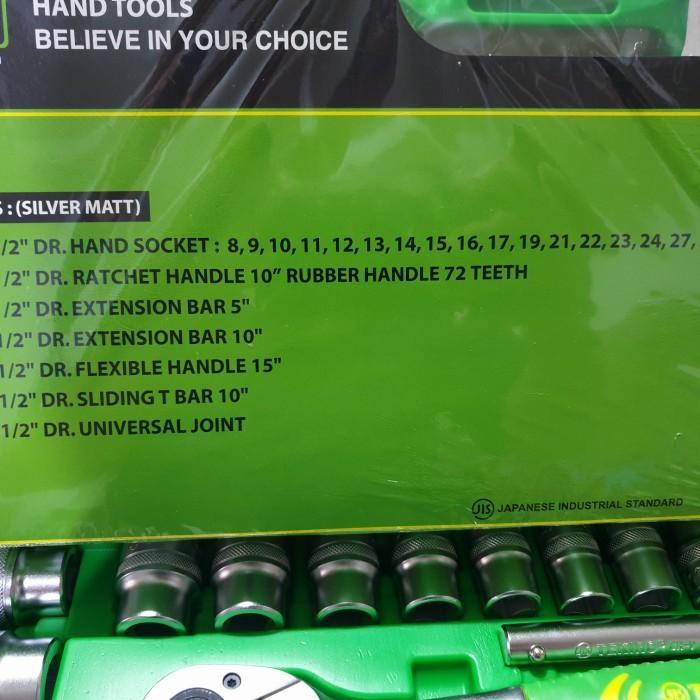 HAND TOOLS
BELIEVE IN YOUR CHOICE
S : (SILVER MATT)
/2" DR. HAND SOCKET : 8, 9, 10, 11, 12, 13, 14, 15, 16, 17, 19, 21, 22, 23, 24, 27,
/2" DR. RATCHET HANDLE 10” RUBBER HANDLE 72 TEETH
/2" DR. EXTENSION BAR 5"
1/2" DR. EXTENSION BAR 10"
1/2" DR. FLEXIBLE HANDLE 15"
1/2" DR. SLIDING T BAR 10"
1/2" DR. UNIVERSAL JOINT
JIS JAPANESE INDUSTRIAL STANDARD